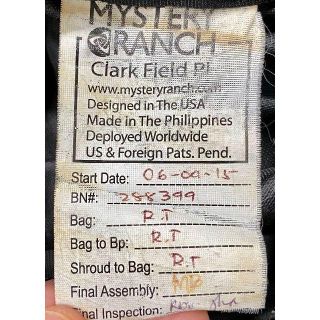 MYSTERY
RANCH
Clark Field PI
www.mysteryranch.com
Designed in The USA
Made in The Philippines
Deployed Worldwide
US & Foreign Pats. Pend.
Start Date: 06-09-15
BN#: 288399
Bag: R.T
Bag to Bp: R.T
Shroud to Bag: R.T
Final Assembly:
Final Inspection: